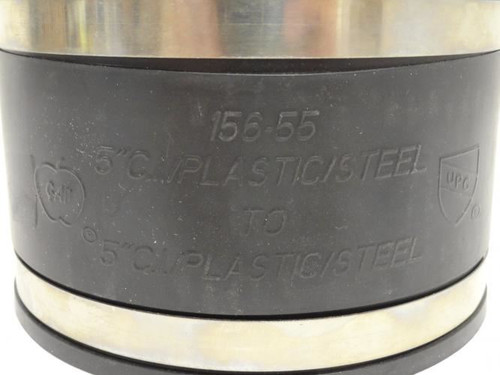 156-55
5" C.I/PLASTIC/STEEL
TO
5" C.I/PLASTIC/STEEL
U.P.C.